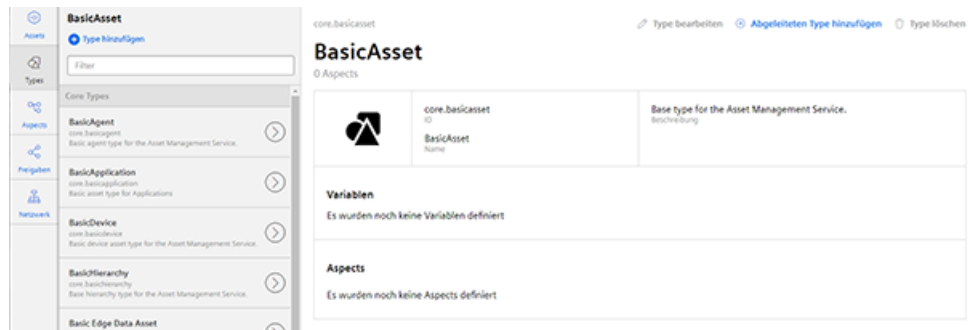 Assets
Types
Aspects
Freigaben
Netzwerk
BasicAsset
Type hinzufügen
Filter
Core Types
BasicAgent
core.basicagent
Basic agent type for the Asset Management Service.
BasicApplication
core.basicapplication
Basic asset type for Applications
BasicDevice
core.basicdevice
Basic device asset type for the Asset Management Service.
BasicHierarchy
core.basichierarchy
Base hierarchy type for the Asset Management Service.
Basic Edge Data Asset
core.basicasset
Type bearbeiten
Abgeleiteten Type hinzufügen
Type löschen
BasicAsset
0 Aspects
core.basicasset
ID
BasicAsset
Name
Base type for the Asset Management Service.
Beschreibung
Variablen
Es wurden noch keine Variablen definiert
Aspects
Es wurden noch keine Aspects definiert